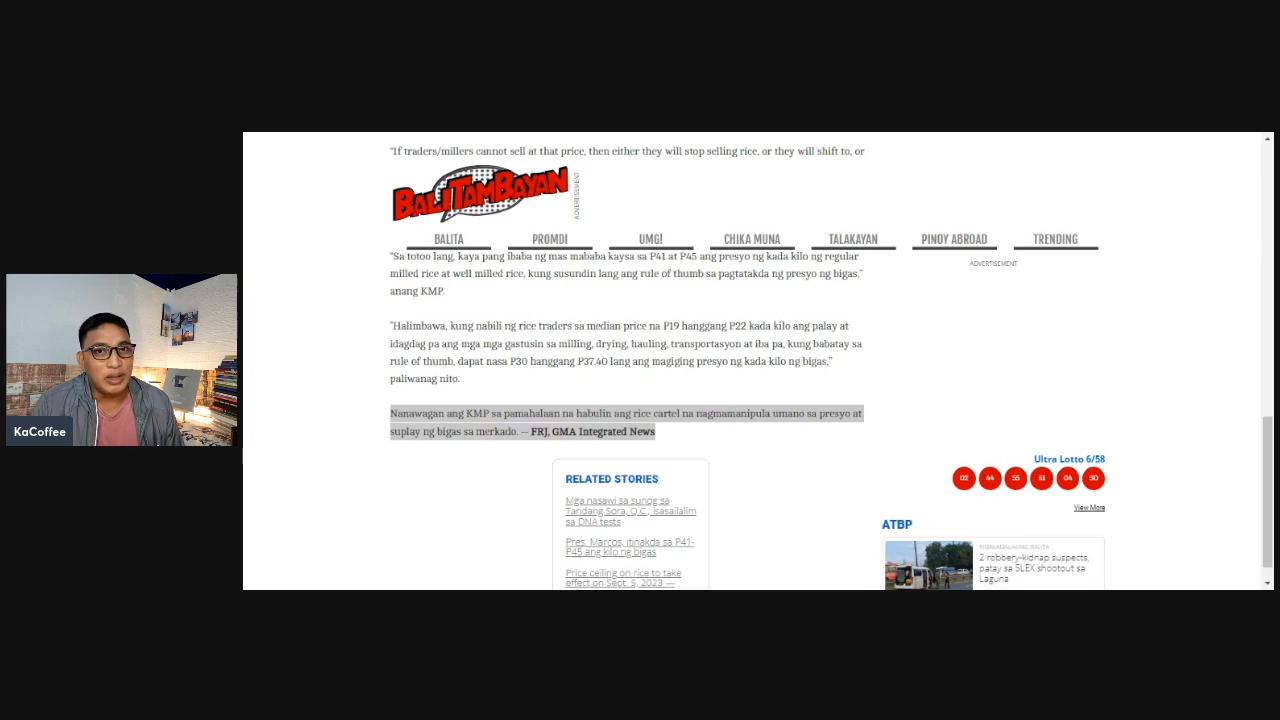 "If traders/millers cannot sell at that price, then either they will stop selling rice, or they will shift to, or
BALITAMBAYAN
ADVERTISEMENT
BALITA PROMDI UMG! CHIKA MUNA TALAKAYAN PINOY ABROAD TRENDING
"Sa totoo lang, kaya pang ibaba ng mas mababa kaysa sa P41 at P45 ang presyo ng kada kilo ng regular
milled rice at well milled rice, kung susundin lang ang rule of thumb sa pagtatakda ng presyo ng bigas,"
anang KMP.
ADVERTISEMENT
"Halimbawa, kung nabili ng rice traders sa median price na P19 hanggang P22 kada kilo ang palay at
idagdag pa ang mga mga gastusin sa milling, drying, hauling, transportasyon at iba pa, kung babatay sa
rule of thumb, dapat nasa P30 hanggang P37.40 lang ang magiging presyo ng kada kilo ng bigas,"
paliwanag nito.
Nanawagan ang KMP sa pamahalaan na habulin ang rice cartel na nagmamanipula umano sa presyo at
suplay ng bigas sa merkado. -- FRJ, GMA Integrated News
KaCoffee
RELATED STORIES
Mga nasawi sa sunog sa
Tandang Sora, Q.C., isasailalim
sa DNA tests
Pres. Marcos, itinakda sa P41-
P45 ang kilo ng bigas
Price ceiling on rice to take
effect on Sept. 5, 2023 —
Ultra Lotto 6/58
02 44 55 51 04 30
View More
ATBP
PINAKAMALAKING BALITA
2 robbery-kidnap suspects,
patay sa SLEX shootout sa
Laguna